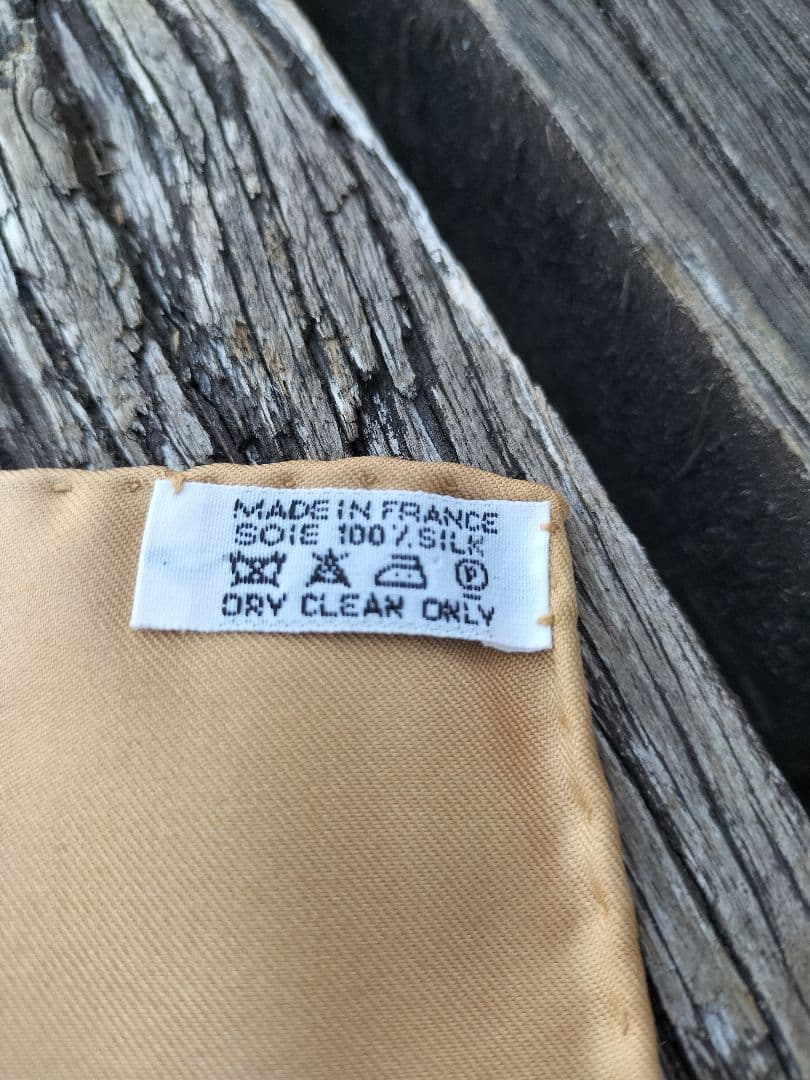 MADE IN FRANCE
SOIE 100% SILK
P
DRY CLEAN ONLY